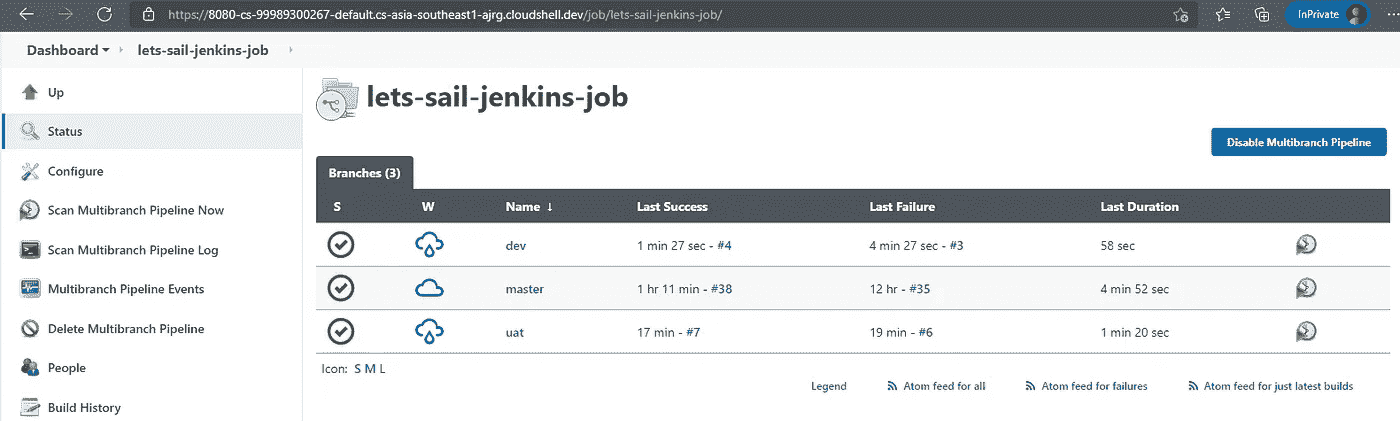 https://8080-cs-99989300267-default.cs-asia-southeast1-ajrg.cloudshell.dev/job/lets-sail-jenkins-job/ InPrivate
Dashboard lets-sail-jenkins-job
Up
Status
Configure
Scan Multibranch Pipeline Now
Scan Multibranch Pipeline Log
Multibranch Pipeline Events
Delete Multibranch Pipeline
People
Build History
lets-sail-jenkins-job
Disable Multibranch Pipeline
Branches (3)
S W Name ↓ Last Success Last Failure Last Duration
dev 1 min 27 sec - #4 4 min 27 sec - #3 58 sec
master 1 hr 11 min - #38 12 hr - #35 4 min 52 sec
uat 17 min - #7 19 min - #6 1 min 20 sec
Icon: S M L
Legend Atom feed for all Atom feed for failures Atom feed for just latest builds